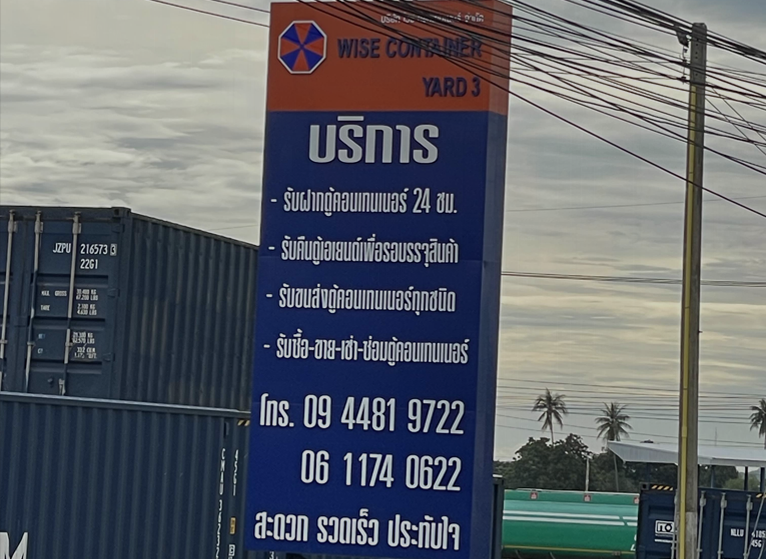 WISE CONTAINER
YARD 3
บริการ
- รับฝากตู้คอนเทนเนอร์ 24 ชม.
- รับคืนตู้เอเยนต์เพื่อรอบรรจุสินค้า
- รับขนส่งตู้คอนเทนเนอร์ทุกชนิด
- รับซื้อ-ขาย-เช่า-ซ่อมตู้คอนเทนเนอร์
โทร. 09 4481 9722
06 1174 0622
สะดวก รวดเร็ว ประทับใจ
JZPU 216573 3
22G1